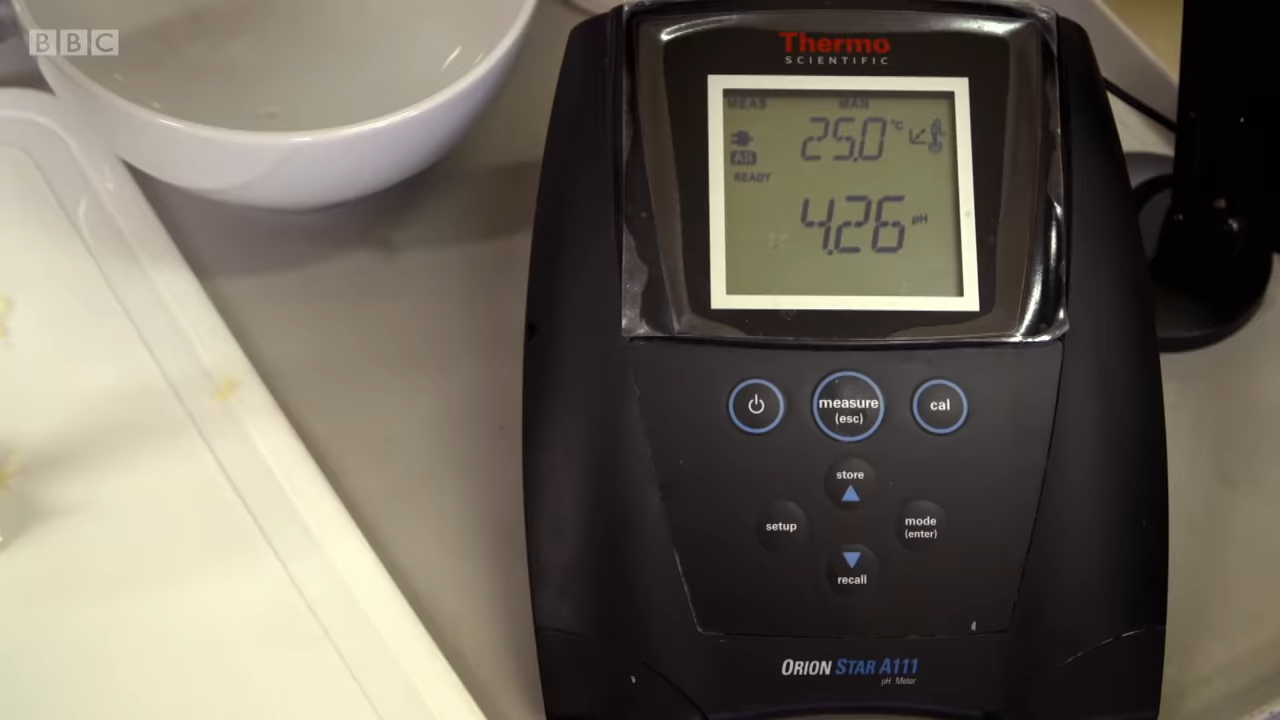 BBC
Thermo
SCIENTIFIC
MEAS MAN
25.0 °C
AR
READY
4.26 pH
measure
(esc)
cal
store
setup
mode
(enter)
recall
ORION STAR A111
pH Meter